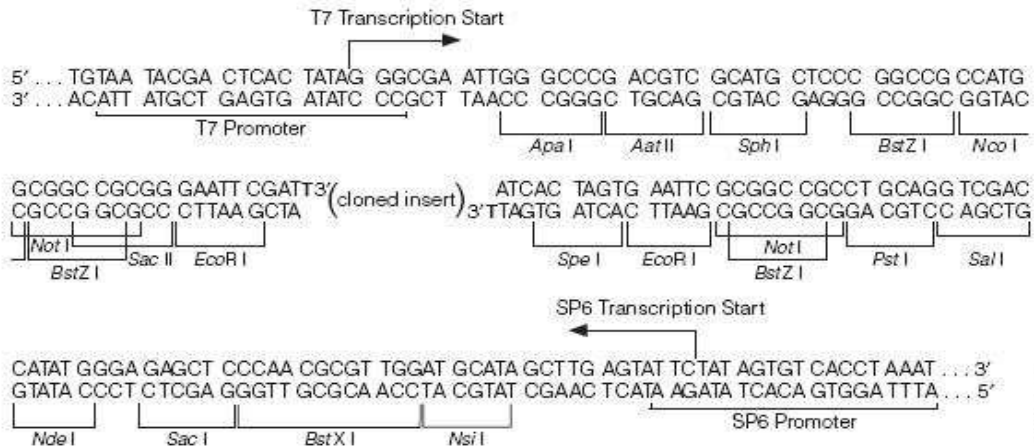 T7 Transcription Start
5′ . . . TGTAA TACGA CTCAC TATAG GGCGA ATTGG GCCCG ACGTC GCATG CTCCC GGCCG CCATG
3′ . . . ACATT ATGCT GAGTG ATATC CCGCT TAACC CGGGC TGCAG CGTAC GAGGG CCGGC GGTAC
T7 Promoter
Apa I Aat II Sph I BstZ I Nco I
GCGGC CGCGG GAATT CGATT3′ (cloned insert) ATCAC TAGTG AATTC GCGGC CGCCT GCAGG TCGAC
CGCCG GCGCC CTTAA GCTA 3′TTAGTG ATCAC TTAAG CGCCG GCGGA CGTCC AGCTG
Not I Sac II EcoR I Spe I EcoR I Not I Pst I Sal I
BstZ I BstZ I
SP6 Transcription Start
CATAT GGGA GAGCT CCCAA CGCGT TGGAT GCATA GCTTG AGTAT TCTAT AGTGT CACCT AAAT . . . 3′
GTATA CCCT CTCGA GGGTT GCGCA ACCTA CGTAT CGAAC TCATA AGATA TCACA GTGGA TTTA . . . 5′
SP6 Promoter
Nde I Sac I BstX I Nsi I